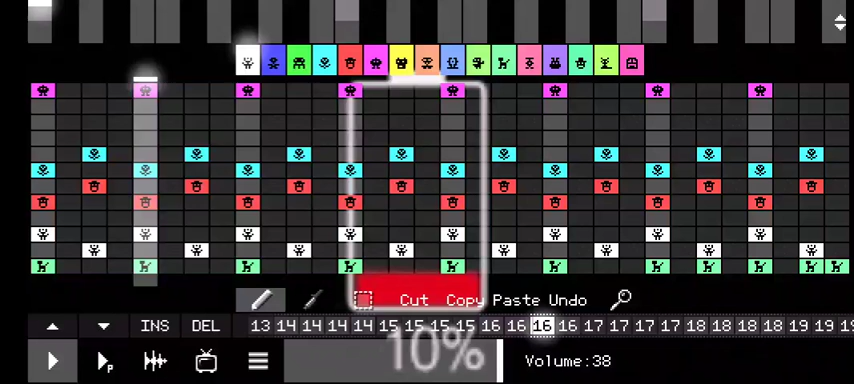 Cut Copy Paste Undo
INS DEL 13 14 14 14 14 15 15 15 15 16 16 16 16 17 17 17 17 18 18 18 18 19 19 1
10% Volume:38